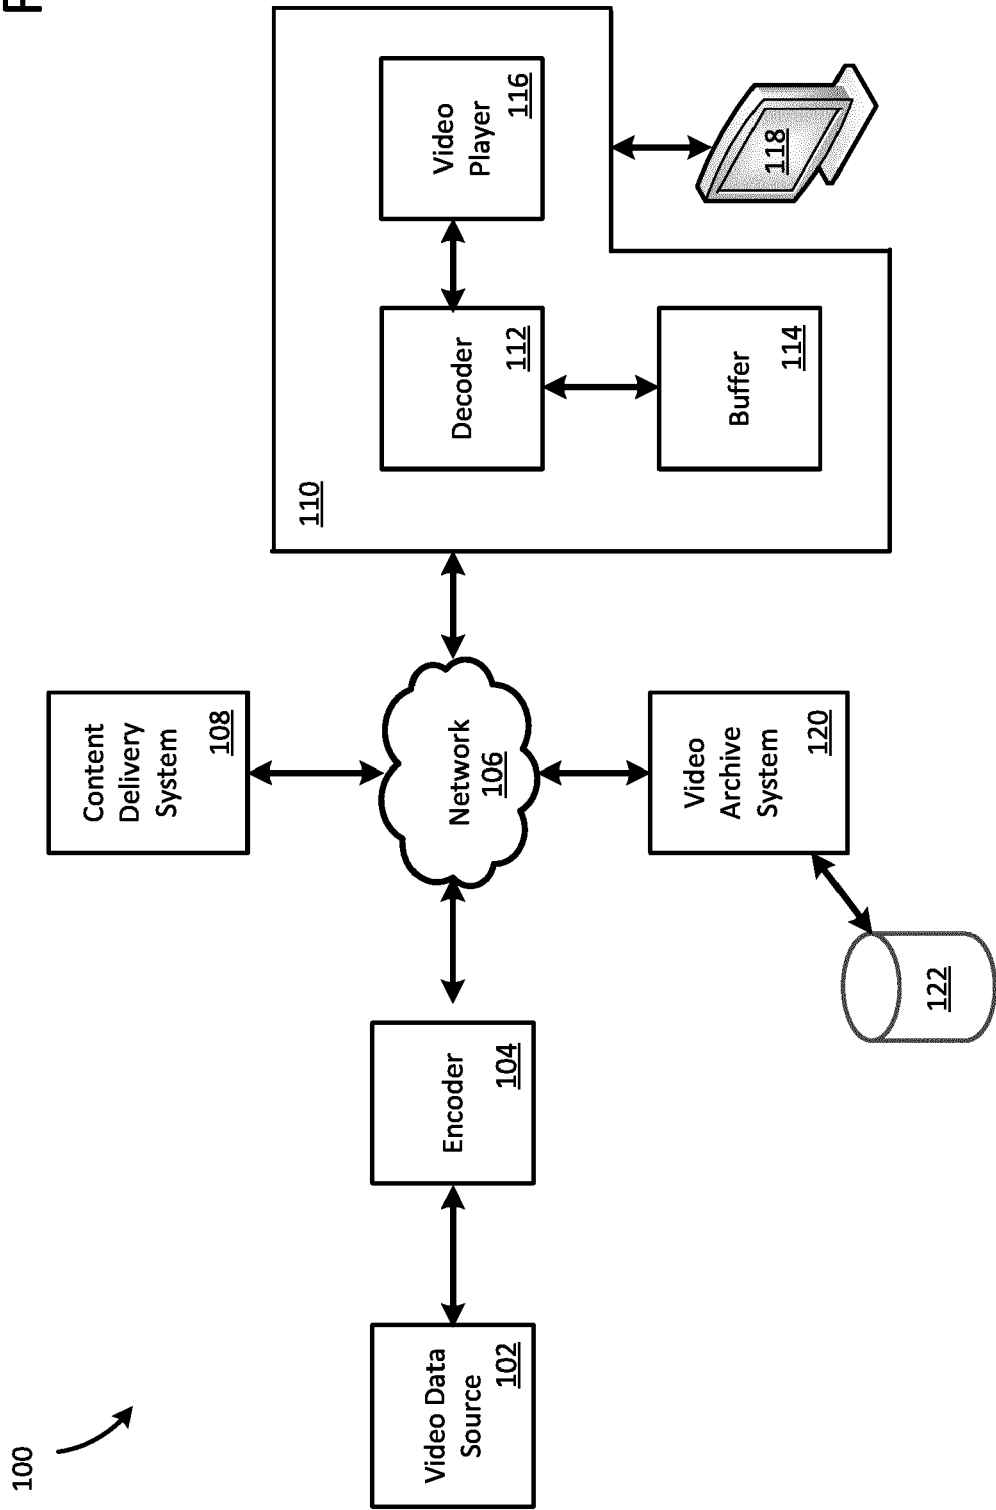 100
Video Data
Source
102
Encoder
104
Network
106
Content
Delivery
System
108
Video
Archive
System
120
122
110
Decoder
112
Buffer
114
Video
Player
116
118